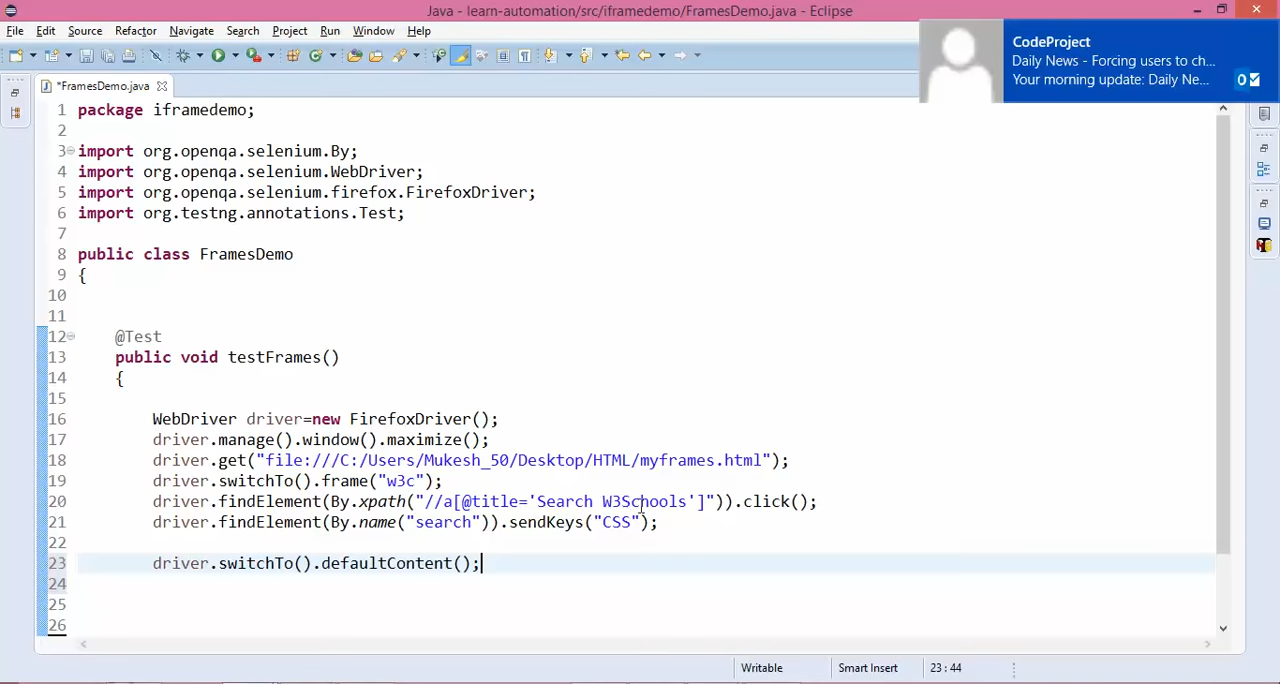 Java - learn-automation/src/iframedemo/FramesDemo.java - Eclipse
File Edit Source Refactor Navigate Search Project Run Window Help
CodeProject
Daily News - Forcing users to ch...
Your morning update: Daily Ne...
*FramesDemo.java
1 package iframedemo;
2
3 import org.openqa.selenium.By;
4 import org.openqa.selenium.WebDriver;
5 import org.openqa.selenium.firefox.FirefoxDriver;
6 import org.testng.annotations.Test;
7
8 public class FramesDemo
9 {
10
11
12 @Test
13 public void testFrames()
14 {
15
16 WebDriver driver=new FirefoxDriver();
17 driver.manage().window().maximize();
18 driver.get("file:///C:/Users/Mukesh_50/Desktop/HTML/myframes.html");
19 driver.switchTo().frame("w3c");
20 driver.findElement(By.xpath("//a[@title='Search W3Schools']")).click();
21 driver.findElement(By.name("search")).sendKeys("CSS");
22
23 driver.switchTo().defaultContent();
24
25
26
Writable Smart Insert 23 : 44